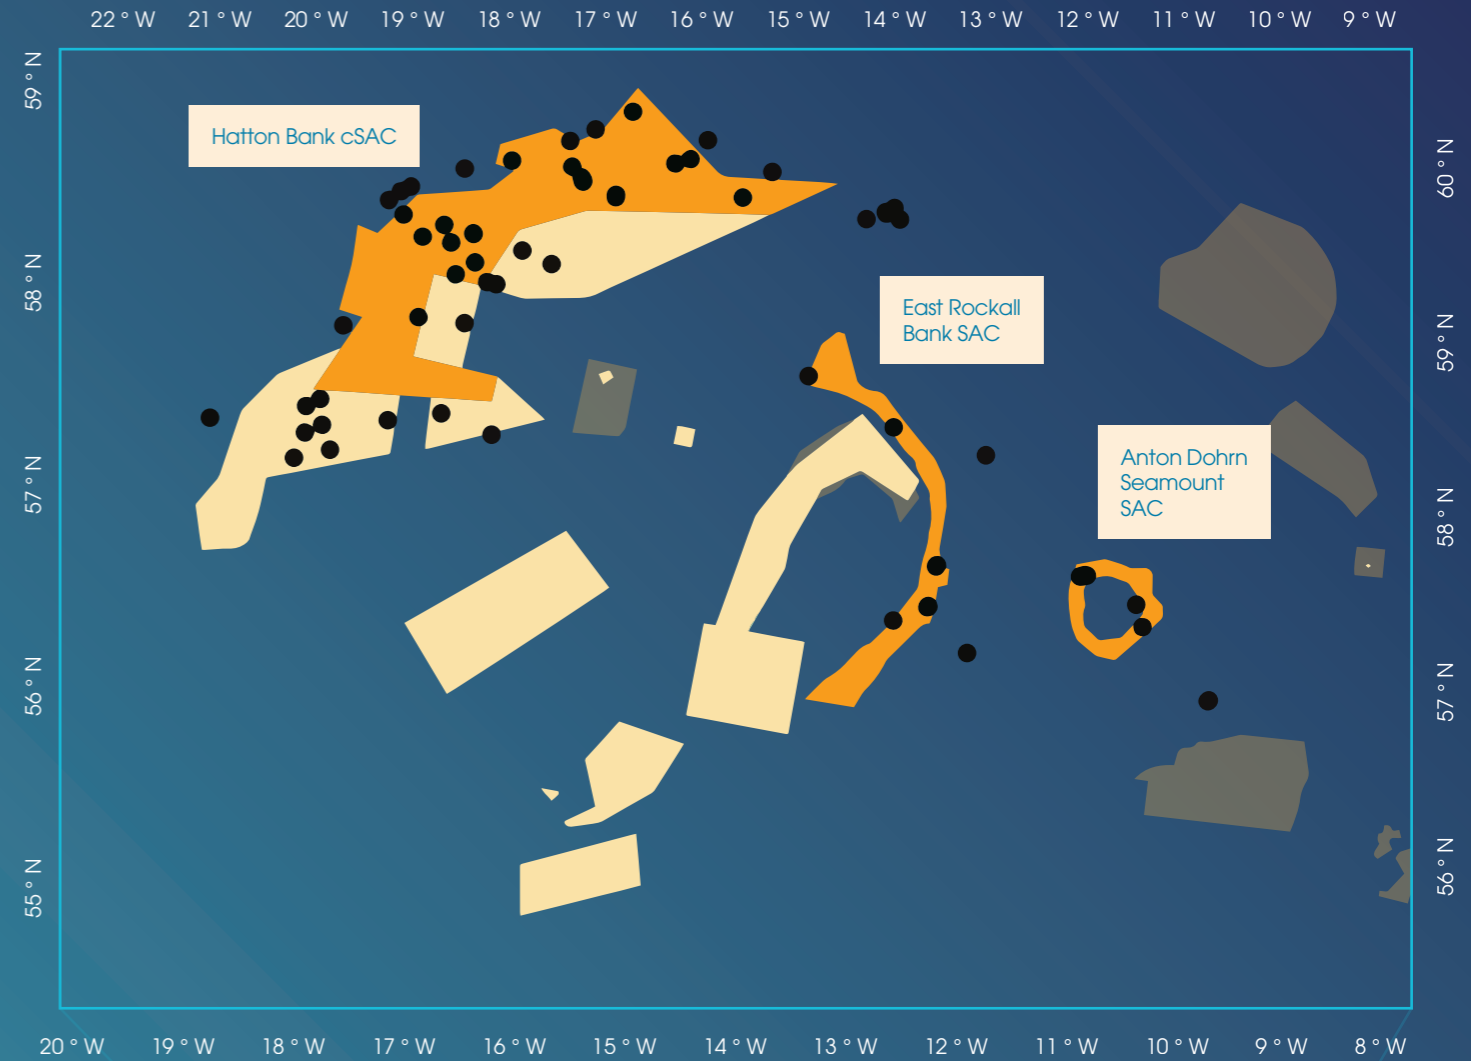 22 ° W 21 ° W 20 ° W 19 ° W 18 ° W 17 ° W 16 ° W 15 ° W 14 ° W 13 ° W 12 ° W 11 ° W 10 ° W 9 ° W
59 ° N
58 ° N
57 ° N
56 ° N
55 ° N
Hatton Bank cSAC
East Rockall
Bank SAC
Anton Dohrn
Seamount
SAC
60 ° N
59 ° N
58 ° N
57 ° N
56 ° N
20 ° W 19 ° W 18 ° W 17 ° W 16 ° W 15 ° W 14 ° W 13 ° W 12 ° W 11 ° W 10 ° W 9 ° W 8 ° W